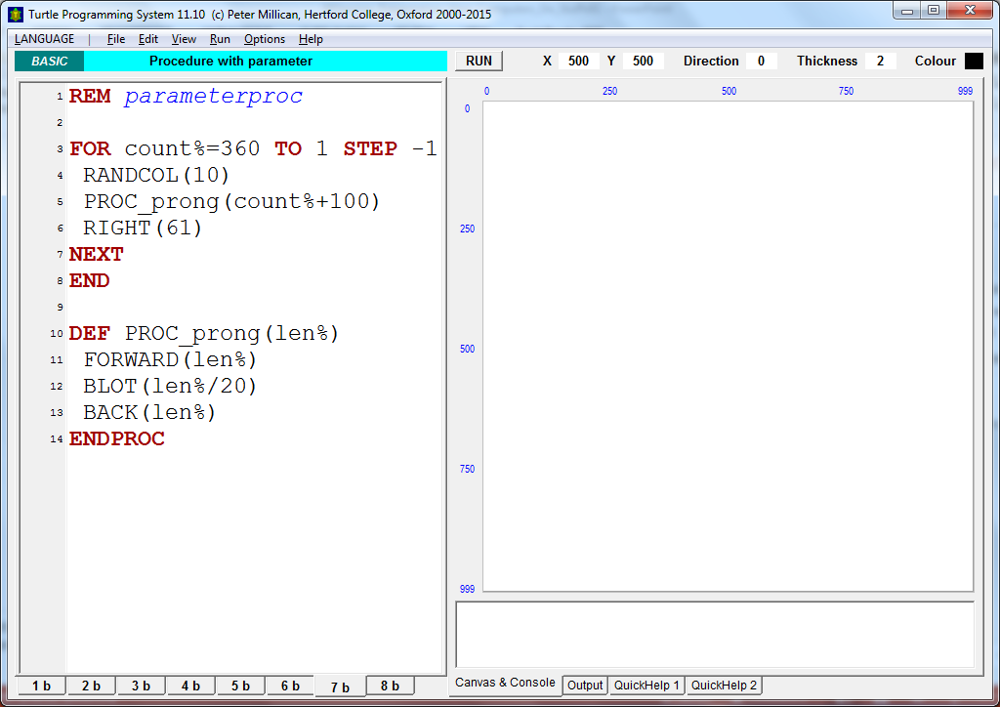 Turtle Programming System 11.10 (c) Peter Millican, Hertford College, Oxford 2000-2015
LANGUAGE | File Edit View Run Options Help
BASIC Procedure with parameter RUN X 500 Y 500 Direction 0 Thickness 2 Colour
0 250 500 750 999
0
250
500
750
999
1 REM parameterproc
2
3 FOR count%=360 TO 1 STEP -1
4 RANDCOL(10)
5 PROC_prong(count%+100)
6 RIGHT(61)
7 NEXT
8 END
9
10 DEF PROC_prong(len%)
11 FORWARD(len%)
12 BLOT(len%/20)
13 BACK(len%)
14 ENDPROC
1 b 2 b 3 b 4 b 5 b 6 b 7 b 8 b
Canvas & Console Output QuickHelp 1 QuickHelp 2